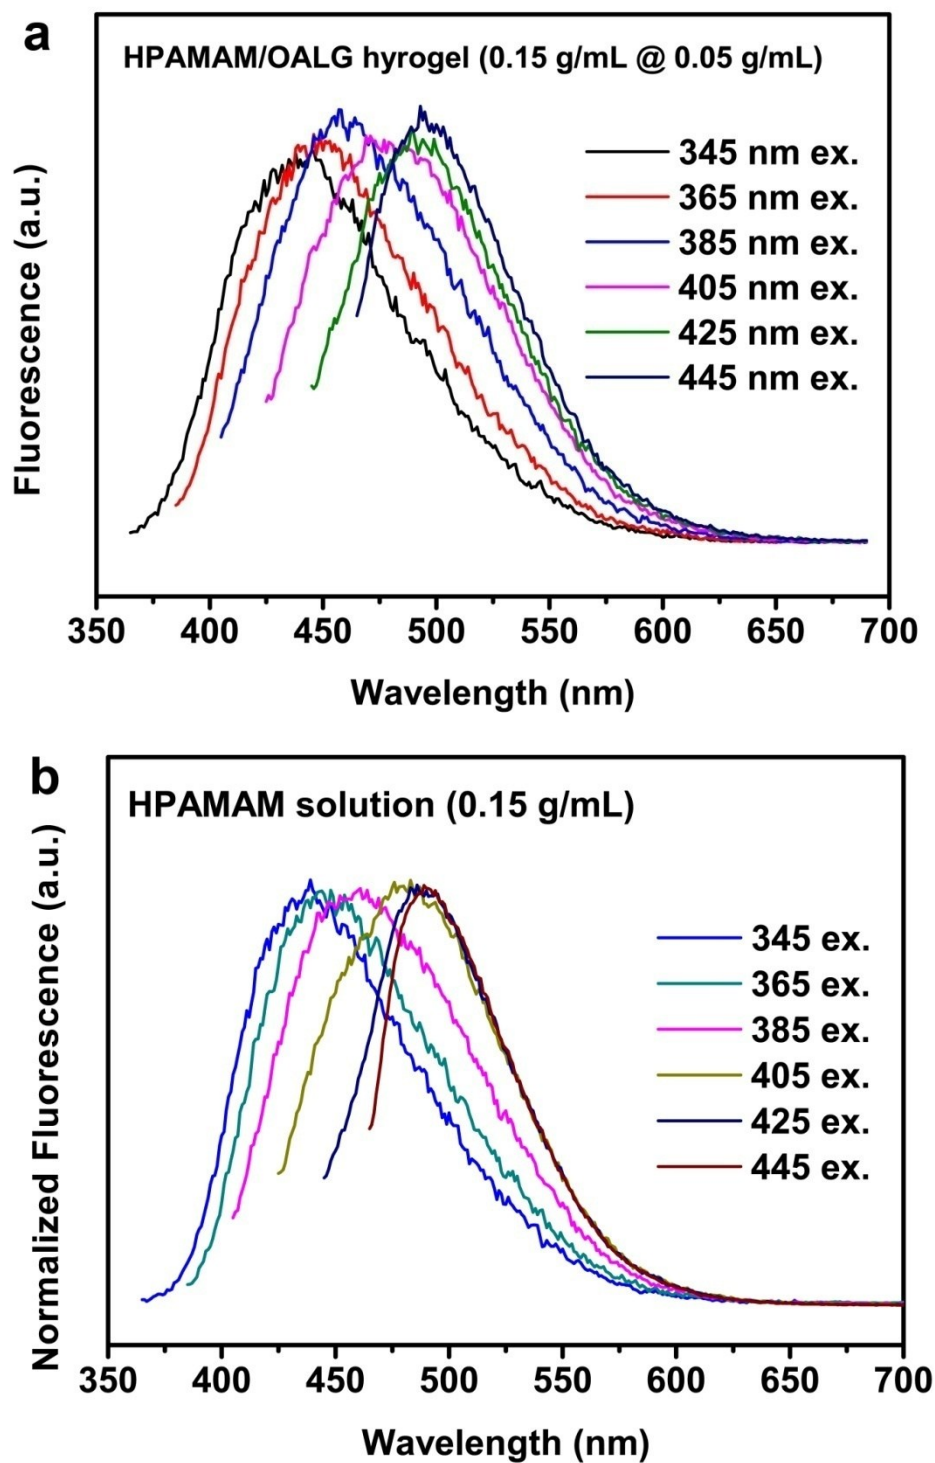 a
HPAMAM/OALG hyrogel (0.15 g/mL @ 0.05 g/mL)
345 nm ex.
365 nm ex.
385 nm ex.
405 nm ex.
425 nm ex.
445 nm ex.
Fluorescence (a.u.)
350 400 450 500 550 600 650 700
Wavelength (nm)
b
HPAMAM solution (0.15 g/mL)
345 ex.
365 ex.
385 ex.
405 ex.
425 ex.
445 ex.
Normalized Fluorescence (a.u.)
350 400 450 500 550 600 650 700
Wavelength (nm)